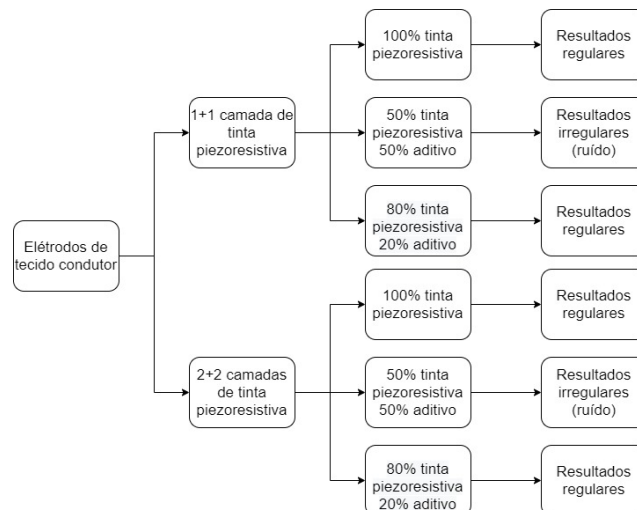 Elétrodos de
tecido condutor
1+1 camada de
tinta
piezoresistiva
100% tinta
piezoresistiva
Resultados
regulares
50% tinta
piezoresistiva
50% aditivo
Resultados
irregulares
(ruído)
80% tinta
piezoresistiva
20% aditivo
Resultados
regulares
2+2 camadas
de tinta
piezoresistiva
100% tinta
piezoresistiva
Resultados
regulares
50% tinta
piezoresistiva
50% aditivo
Resultados
irregulares
(ruído)
80% tinta
piezoresistiva
20% aditivo
Resultados
regulares